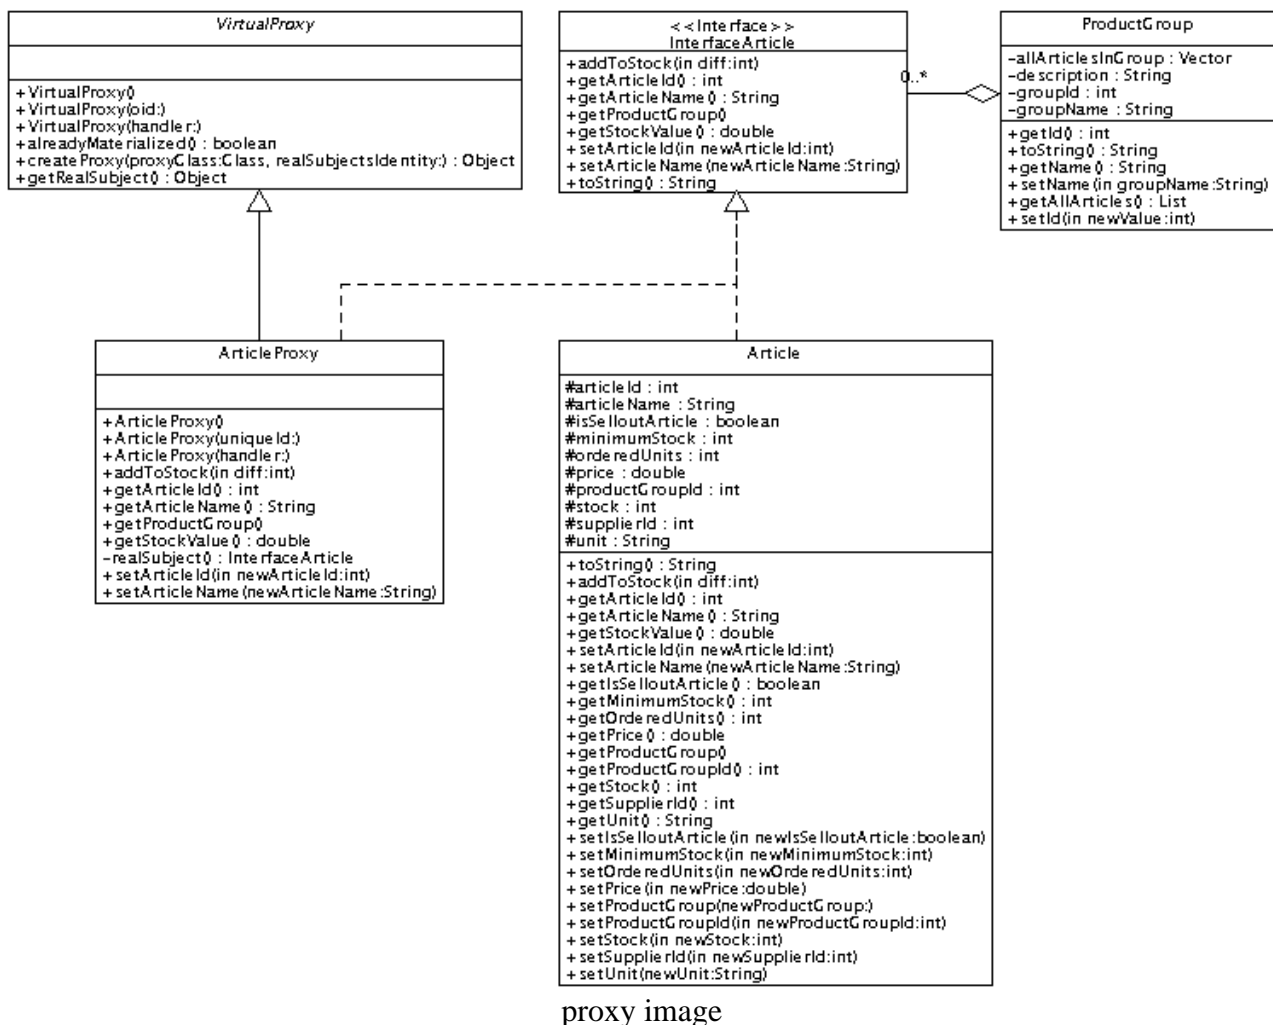 VirtualProxy
+VirtualProxy()
+VirtualProxy(oid:)
+VirtualProxy(handler:)
+alreadyMaterialized() : boolean
+createProxy(proxyClass:Class, realSubjectsIdentity:) : Object
+getRealSubject() : Object
<<Interface>>
InterfaceArticle
+addToStock(in diff:int)
+getArticleId() : int
+getArticleName() : String
+getProductGroup()
+getStockValue() : double
+setArticleId(in newArticleId:int)
+setArticleName(newArticleName:String)
+toString() : String
0..*
ProductGroup
-allArticlesInGroup : Vector
-description : String
-groupId : int
-groupName : String
+getId() : int
+toString() : String
+getName() : String
+setName(in groupName:String)
+getAllArticles() : List
+setId(in newValue:int)
ArticleProxy
+ArticleProxy()
+ArticleProxy(uniqueId:)
+ArticleProxy(handler:)
+addToStock(in diff:int)
+getArticleId() : int
+getArticleName() : String
+getProductGroup()
+getStockValue() : double
-realSubject() : InterfaceArticle
+setArticleId(in newArticleId:int)
+setArticleName(newArticleName:String)
Article
#articleId : int
#articleName : String
#isSelloutArticle : boolean
#minimumStock : int
#orderedUnits : int
#price : double
#productGroupId : int
#stock : int
#supplierId : int
#unit : String
+toString() : String
+addToStock(in diff:int)
+getArticleId() : int
+getArticleName() : String
+getStockValue() : double
+setArticleId(in newArticleId:int)
+setArticleName(newArticleName:String)
+getIsSelloutArticle() : boolean
+getMinimumStock() : int
+getOrderedUnits() : int
+getPrice() : double
+getProductGroup()
+getProductGroupId() : int
+getStock() : int
+getSupplierId() : int
+getUnit() : String
+setIsSelloutArticle(in newIsSelloutArticle:boolean)
+setMinimumStock(in newMinimumStock:int)
+setOrderedUnits(in newOrderedUnits:int)
+setPrice(in newPrice:double)
+setProductGroup(newProductGroup:)
+setProductGroupId(in newProductGroupId:int)
+setStock(in newStock:int)
+setSupplierId(in newSupplierId:int)
+setUnit(newUnit:String)
proxy image